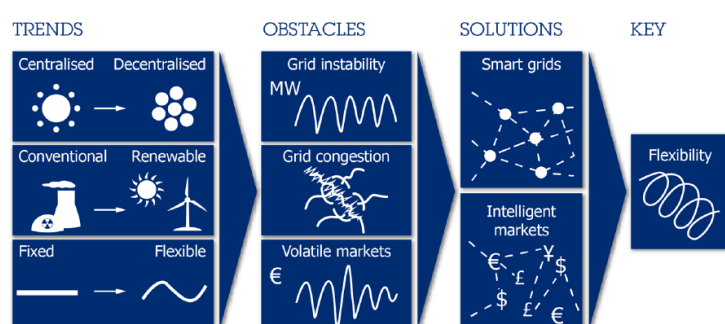 TRENDS
OBSTACLES
SOLUTIONS
KEY
Centralised
Decentralised
Conventional
Renewable
Fixed
Flexible
Grid instability
MW
Grid congestion
Volatile markets
€
Smart grids
Intelligent
markets
€
¥
£
$
$
£
€
Flexibility